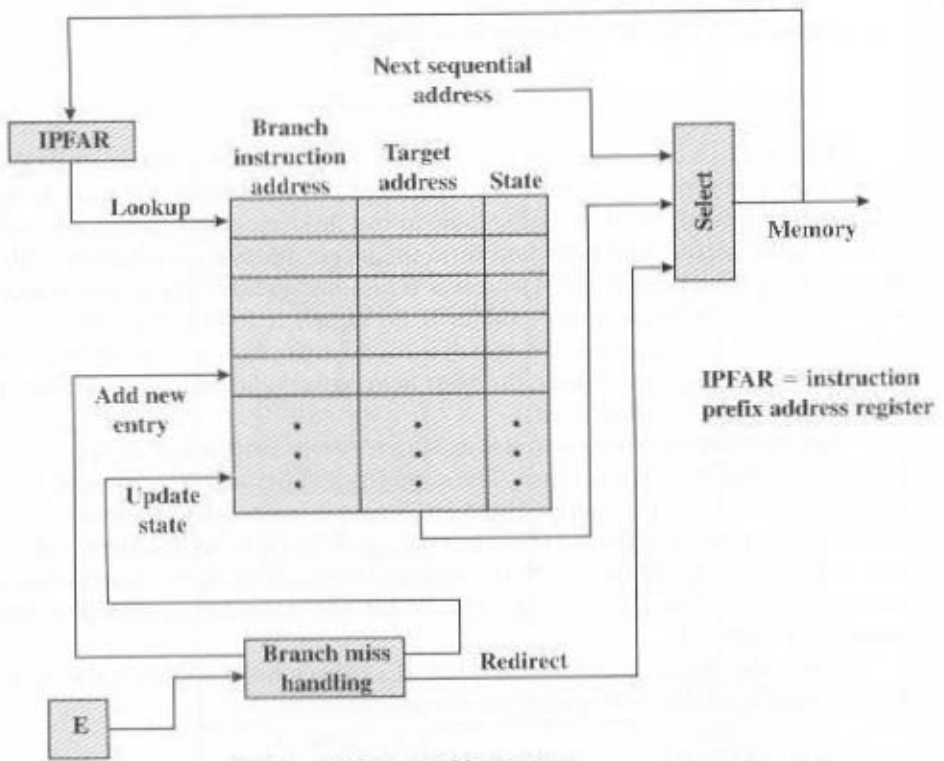 Next sequential
address
IPFAR
Branch
instruction
address
Target
address
State
Lookup
Select
Memory
Add new
entry
IPFAR = instruction
prefix address register
Update
state
Branch miss
handling
Redirect
E